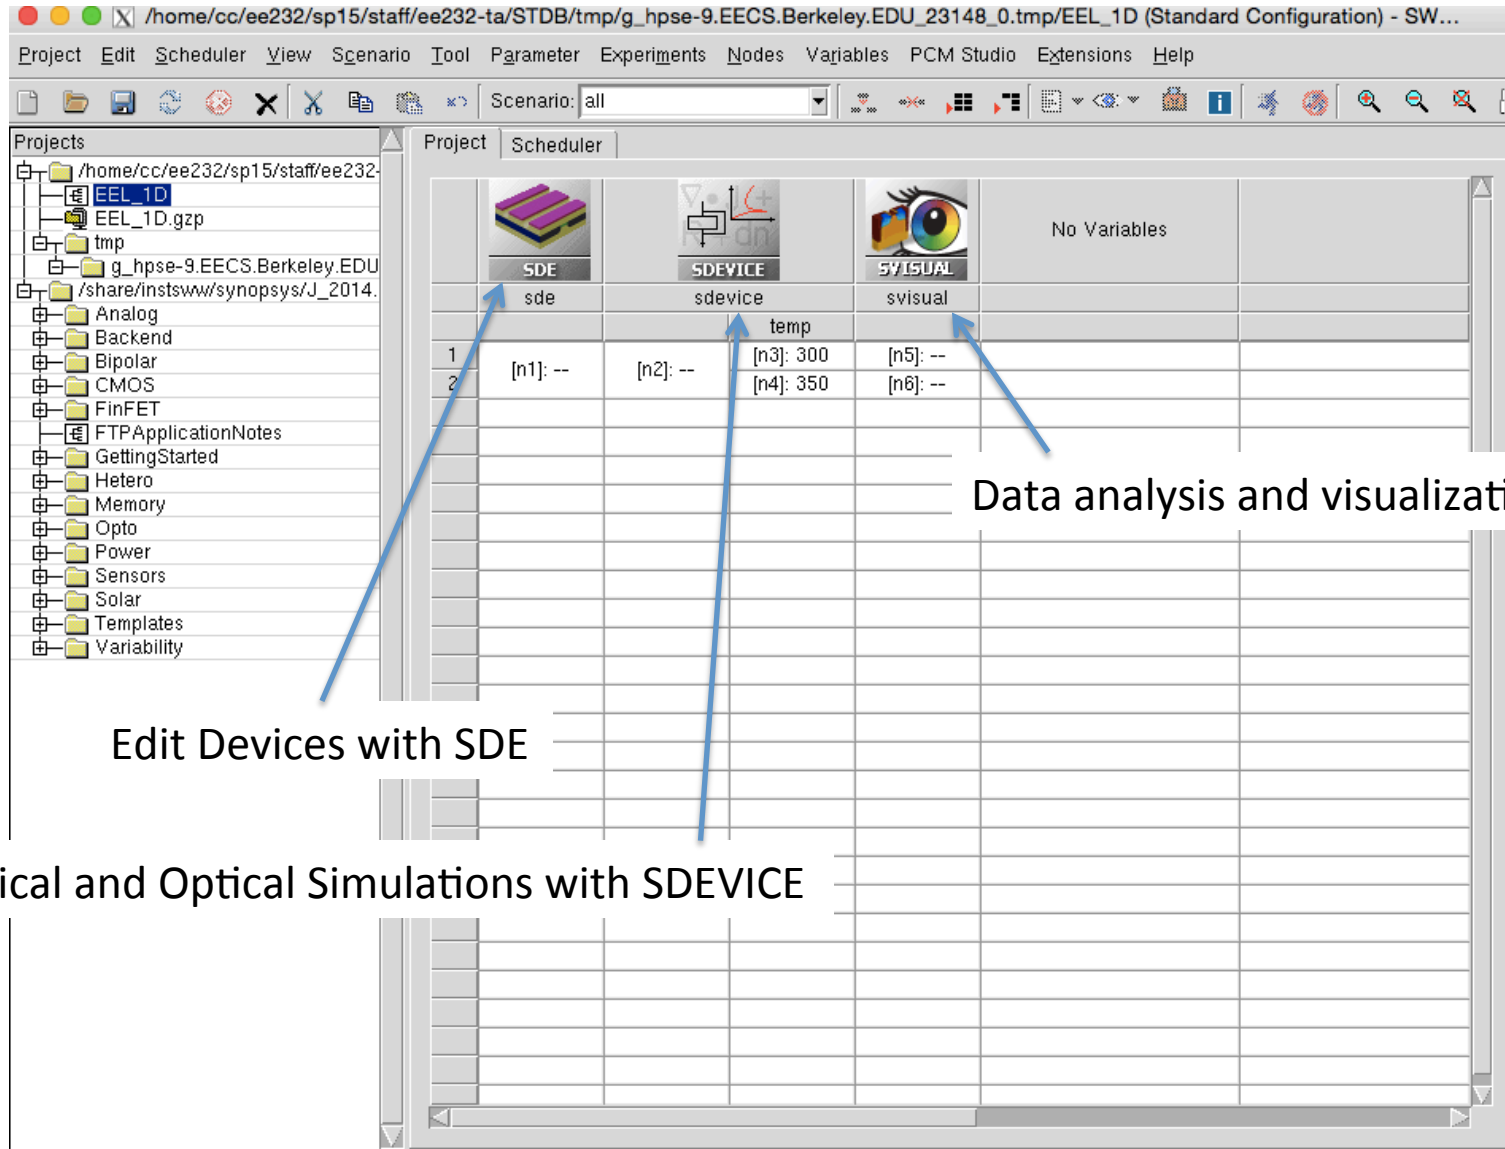 /home/cc/ee232/sp15/staff/ee232-ta/STDB/tmp/g_hpse-9.EECS.Berkeley.EDU_23148_0.tmp/EEL_1D (Standard Configuration) - SW...
Project Edit Scheduler View Scenario Tool Parameter Experiments Nodes Variables PCM Studio Extensions Help
Scenario: all
Projects
/home/cc/ee232/sp15/staff/ee232-
EEL_1D
EEL_1D.gzp
tmp
g_hpse-9.EECS.Berkeley.EDU
/share/instsww/synopsys/J_2014.
Analog
Backend
Bipolar
CMOS
FinFET
FTPApplicationNotes
GettingStarted
Hetero
Memory
Opto
Power
Sensors
Solar
Templates
Variability
Project Scheduler
SDE SDEVICE SVISUAL No Variables
sde sdevice svisual
temp
1 [n1]: -- [n2]: -- [n3]: 300 [n5]: --
2 [n4]: 350 [n6]: --
Data analysis and visualizati
Edit Devices with SDE
ical and Optical Simulations with SDEVICE